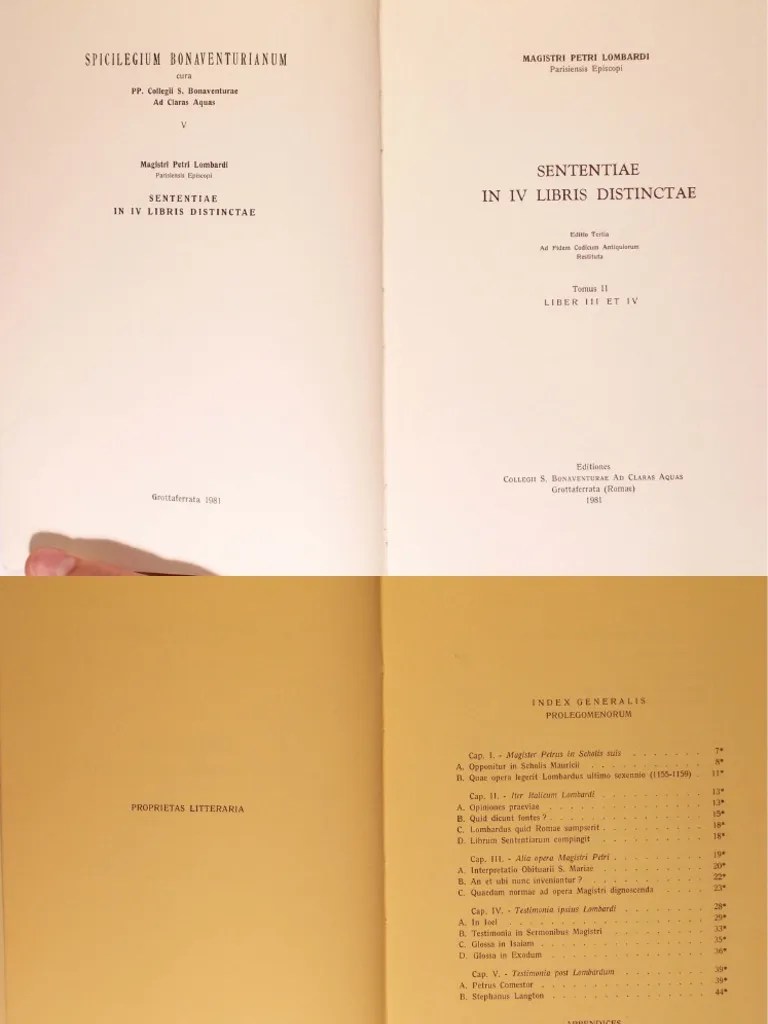 SPICILEGIUM BONAVENTURIANUM
cura
PP. Collegii S. Bonaventurae
Ad Claras Aquas
V
Magistri Petri Lombardi
Parisiensis Episcopi
SENTENTIAE
IN IV LIBRIS DISTINCTAE
Grottaferrata 1981
MAGISTRI PETRI LOMBARDI
Parisiensis Episcopi
SENTENTIAE
IN IV LIBRIS DISTINCTAE
Editio Tertia
Ad Fidem Codicum Antiquiorum
Restituta
Tomus II
LIBER III ET IV
Editiones
COLLEGII S. BONAVENTURAE AD CLARAS AQUAS
Grottaferrata (Romae)
1981
PROPRIETAS LITTERARIA
INDEX GENERALIS
PROLEGOMENORUM
Cap. I. - Magister Petrus in Scholis suis . . . . . . . 7*
A. Opponitur in Scholis Mauricii . . . . . . . . . . 8*
B. Quae opera legerit Lombardus ultimo sexennio (1155-1159) . 11*
Cap. II. - Iter Italicum Lombardi . . . . . . . . . 13*
A. Opiniones praeviae . . . . . . . . . . . . . 13*
B. Quid dicunt fontes ? . . . . . . . . . . . . . 15*
C. Lombardus quid Romae sumpserit . . . . . . . . . 18*
D. Librum Sententiarum compingit . . . . . . . . . . 18*
Cap. III. - Alia opera Magistri Petri . . . . . . . . . 19*
A. Interpretatio Obituarii S. Mariae . . . . . . . . . 20*
B. An et ubi nunc inveniantur ? . . . . . . . . . . 22*
C. Quaedam normae ad opera Magistri dignoscenda . . . . 23*
Cap. IV. - Testimonia ipsius Lombardi . . . . . . . . 28*
A. In Ioel . . . . . . . . . . . . . . . . . 29*
B. Testimonia in Sermonibus Magistri . . . . . . . . . 33*
C. Glossa in Isaiam . . . . . . . . . . . . . . 35*
D. Glossa in Exodum . . . . . . . . . . . . . . 36*
Cap. V. - Testimonia post Lombardum . . . . . . . . 39*
A. Petrus Comestor . . . . . . . . . . . . . . 39*
B. Stephanus Langton . . . . . . . . . . . . . . 44*
APPENDICES